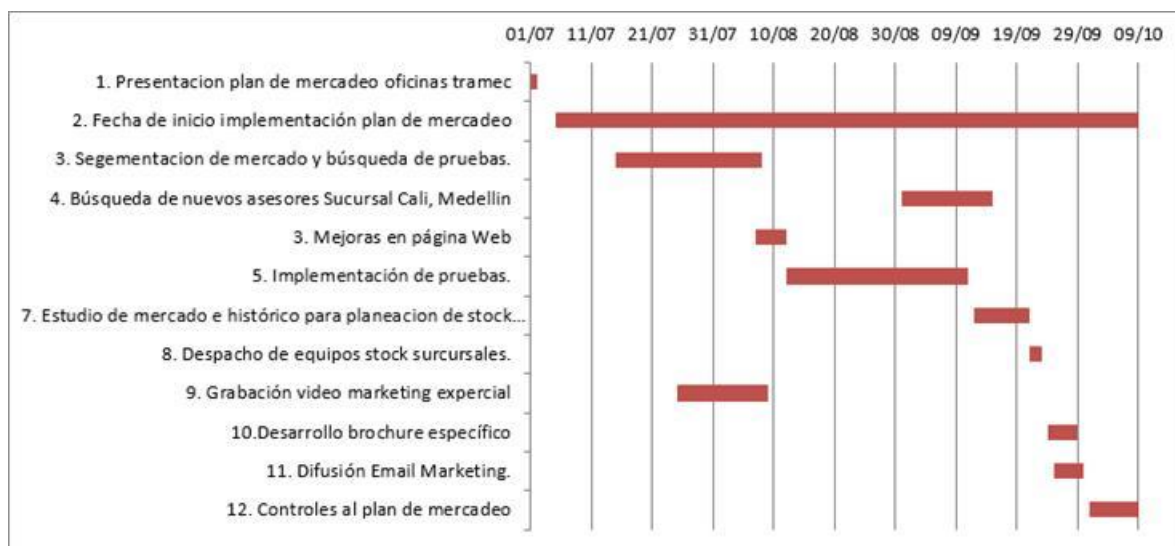 01/07 11/07 21/07 31/07 10/08 20/08 30/08 09/09 19/09 29/09 09/10
1. Presentacion plan de mercadeo oficinas tramec
2. Fecha de inicio implementación plan de mercadeo
3. Segementacion de mercado y búsqueda de pruebas.
4. Búsqueda de nuevos asesores Sucursal Cali, Medellin
3. Mejoras en página Web
5. Implementación de pruebas.
7. Estudio de mercado e histórico para planeacion de stock...
8. Despacho de equipos stock surcursales.
9. Grabación video marketing expercial
10.Desarrollo brochure específico
11. Difusión Email Marketing.
12. Controles al plan de mercadeo